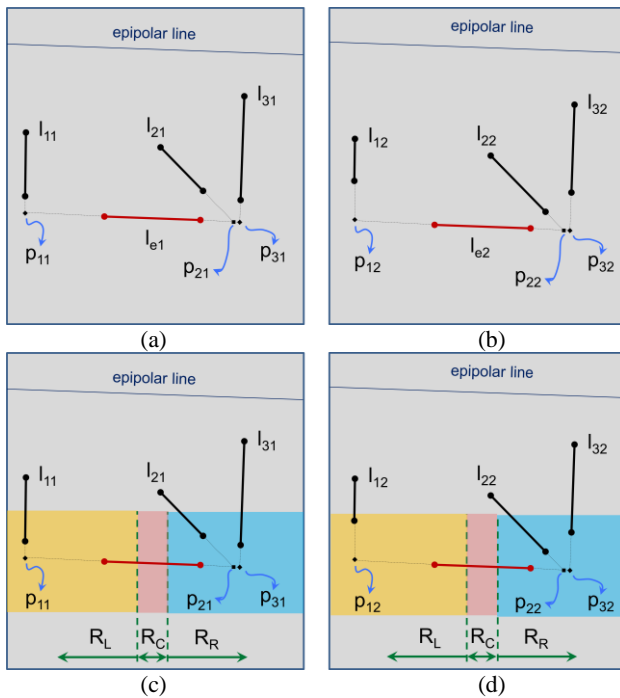 epipolar line
epipolar line
l31
l32
l11
l21
l12
l22
le1
le2
p11
p21
p31
p12
p22
p32
(a)
(b)
epipolar line
epipolar line
l31
l32
l11
l21
l12
l22
p11
p21
p31
p12
p22
p32
RL
RC
RR
RL
RC
RR
(c)
(d)